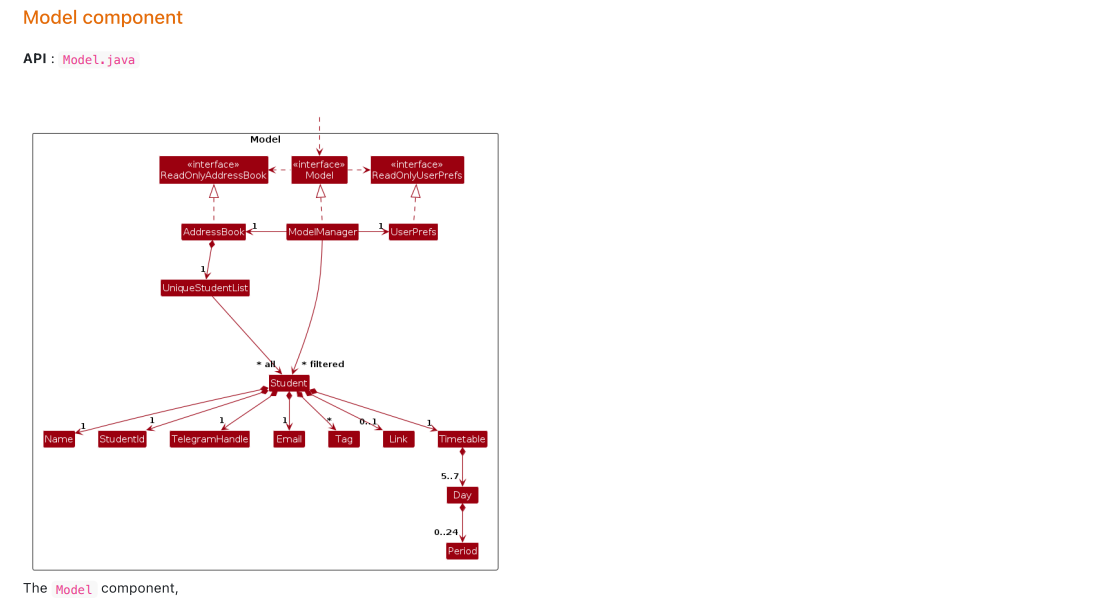 Model component
API : Model.java
Model
«interface»
ReadOnlyAddressBook
«interface»
Model
«interface»
ReadOnlyUserPrefs
AddressBook
1
ModelManager
1
UserPrefs
1
UniqueStudentList
* all
* filtered
Student
1
1
1
1
*
0..1
1
Name
StudentId
TelegramHandle
Email
Tag
Link
Timetable
5..7
Day
0..24
Period
The Model component,